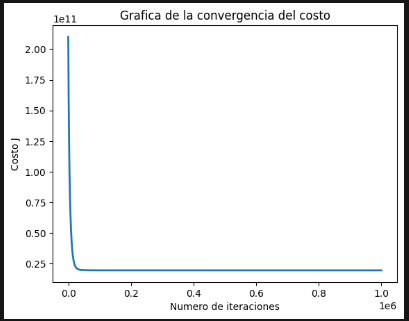 Grafica de la convergencia del costo
1e11
2.00
1.75
1.50
1.25
1.00
0.75
0.50
0.25
Costo J
0.0
0.2
0.4
0.6
0.8
1.0
1e6
Numero de iteraciones